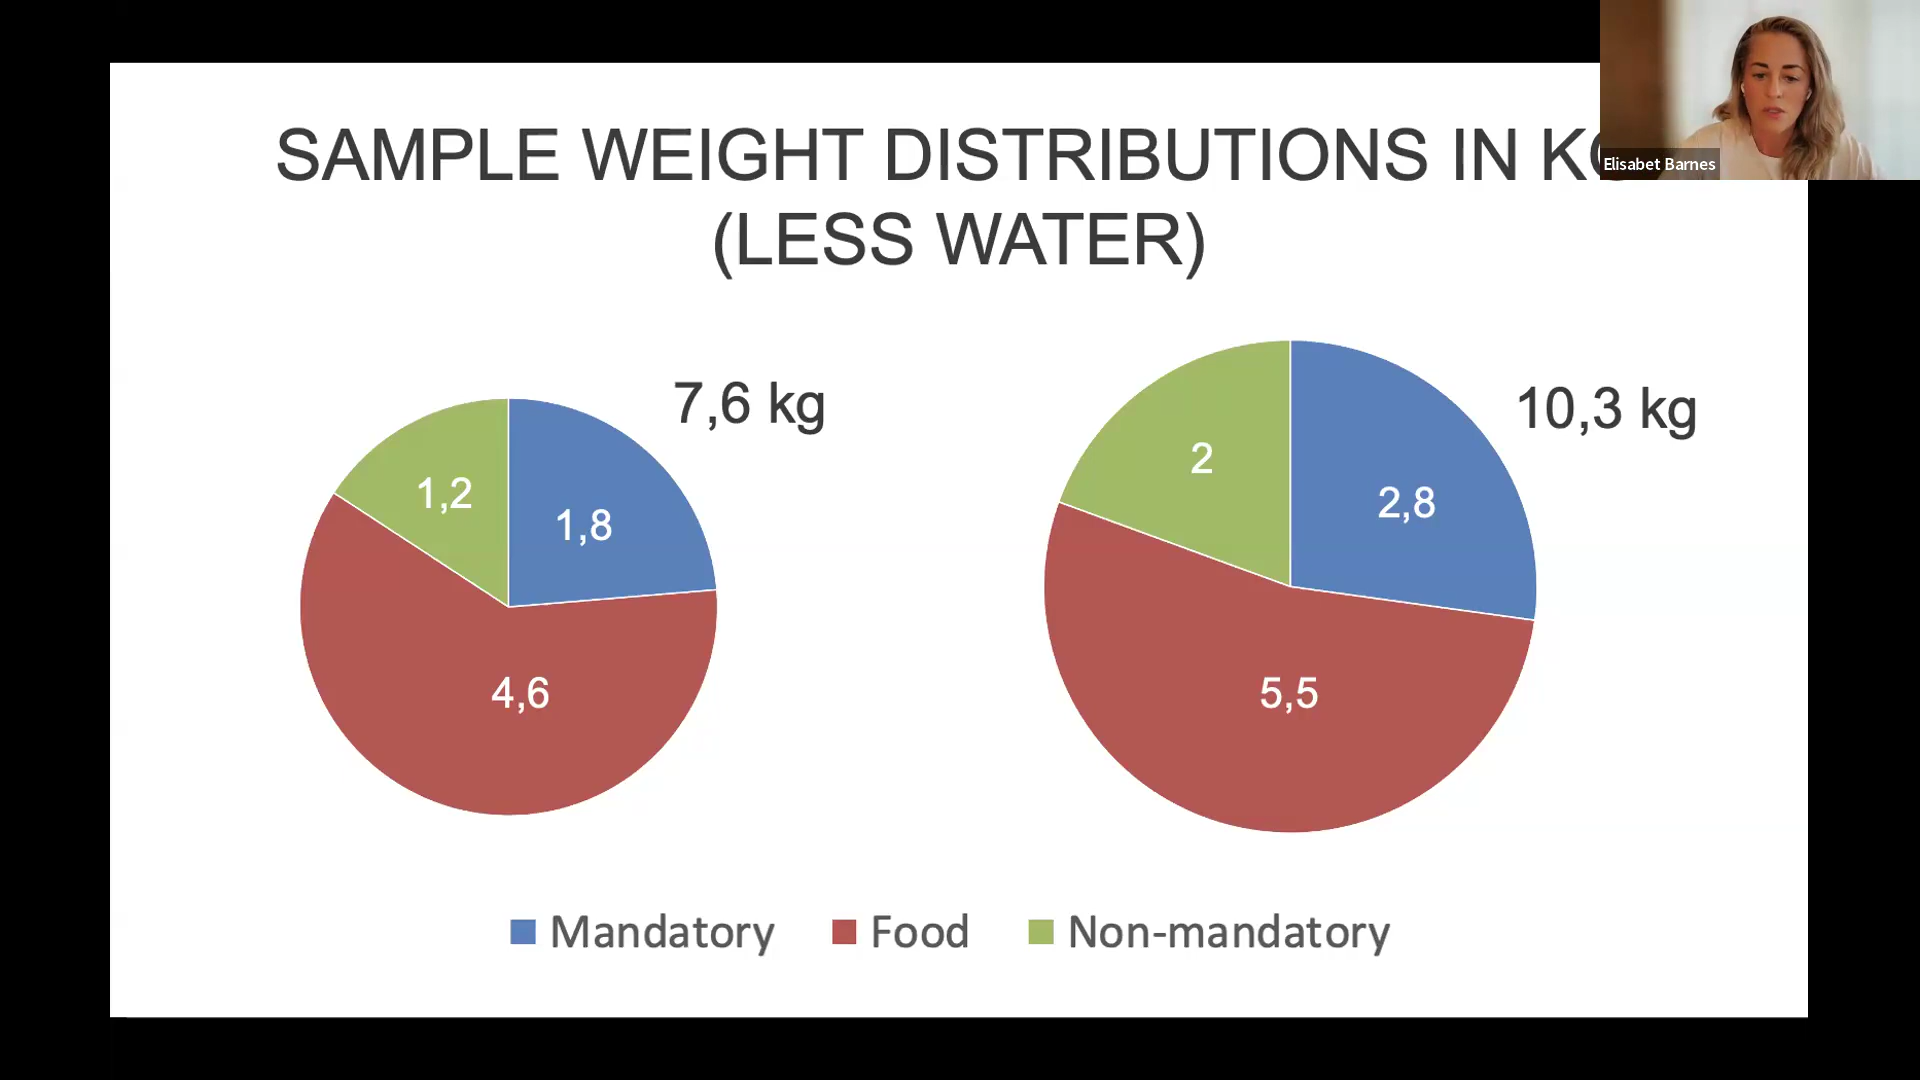 SAMPLE WEIGHT DISTRIBUTIONS IN
(LESS WATER)
Elisabet Barnes
7,6 kg
10,3 kg
1,2
1,8
4,6
2
2,8
5,5
Mandatory
Food
Non-mandatory